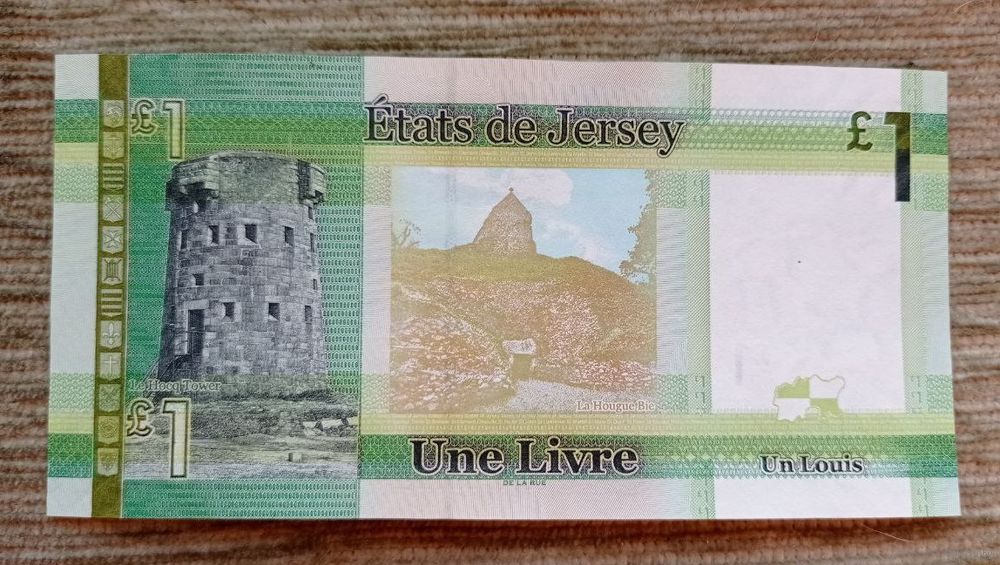 £1
États de Jersey
£1
Le Hocq Tower
La Hougue Bie
£1
Une Livre
Un Louis
DE LA RUE